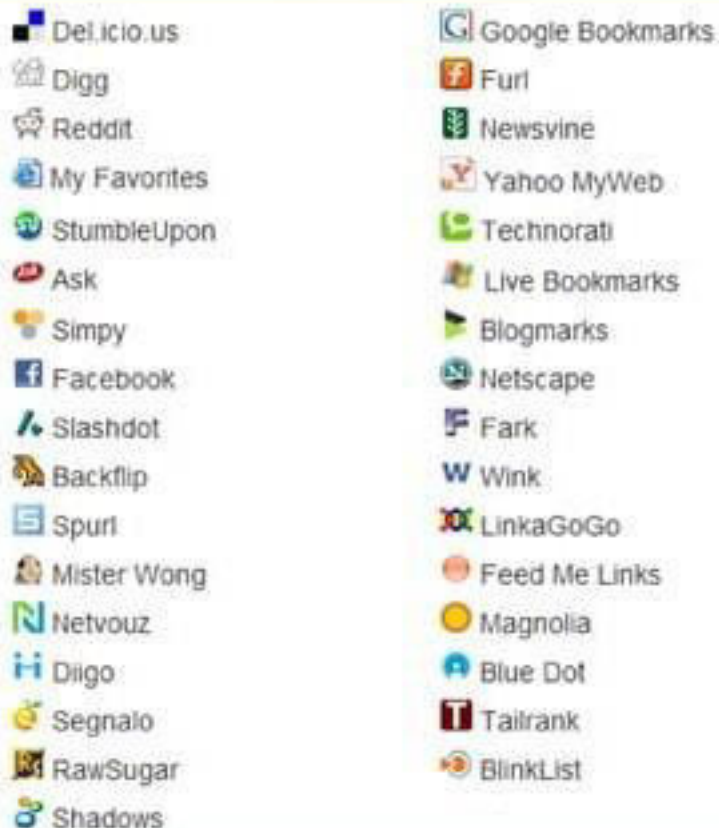 Del.icio.us
Digg
Reddit
My Favorites
StumbleUpon
Ask
Simpy
Facebook
Slashdot
Backflip
Spurl
Mister Wong
Netvouz
Diigo
Segnalo
RawSugar
Shadows
Google Bookmarks
Furl
Newsvine
Yahoo MyWeb
Technorati
Live Bookmarks
Blogmarks
Netscape
Fark
Wink
LinkaGoGo
Feed Me Links
Magnolia
Blue Dot
Tailrank
BlinkList